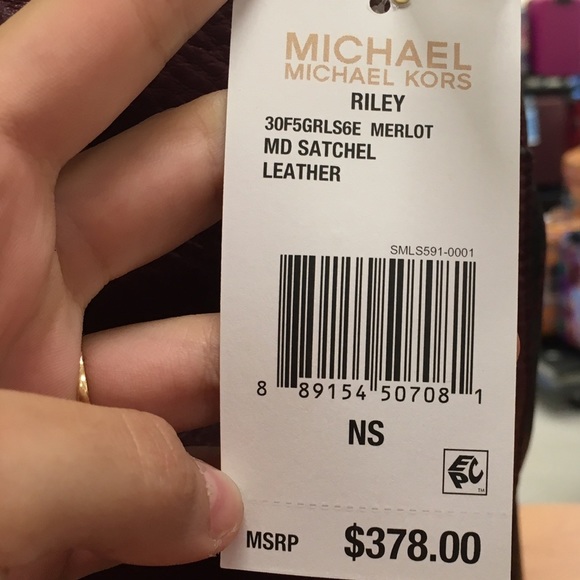 MICHAEL
MICHAEL KORS
RILEY
30F5GRLS6E MERLOT
MD SATCHEL
LEATHER
SMLS591-0001
8 89154 50708 1
NS
EPC
TM
MSRP $378.00